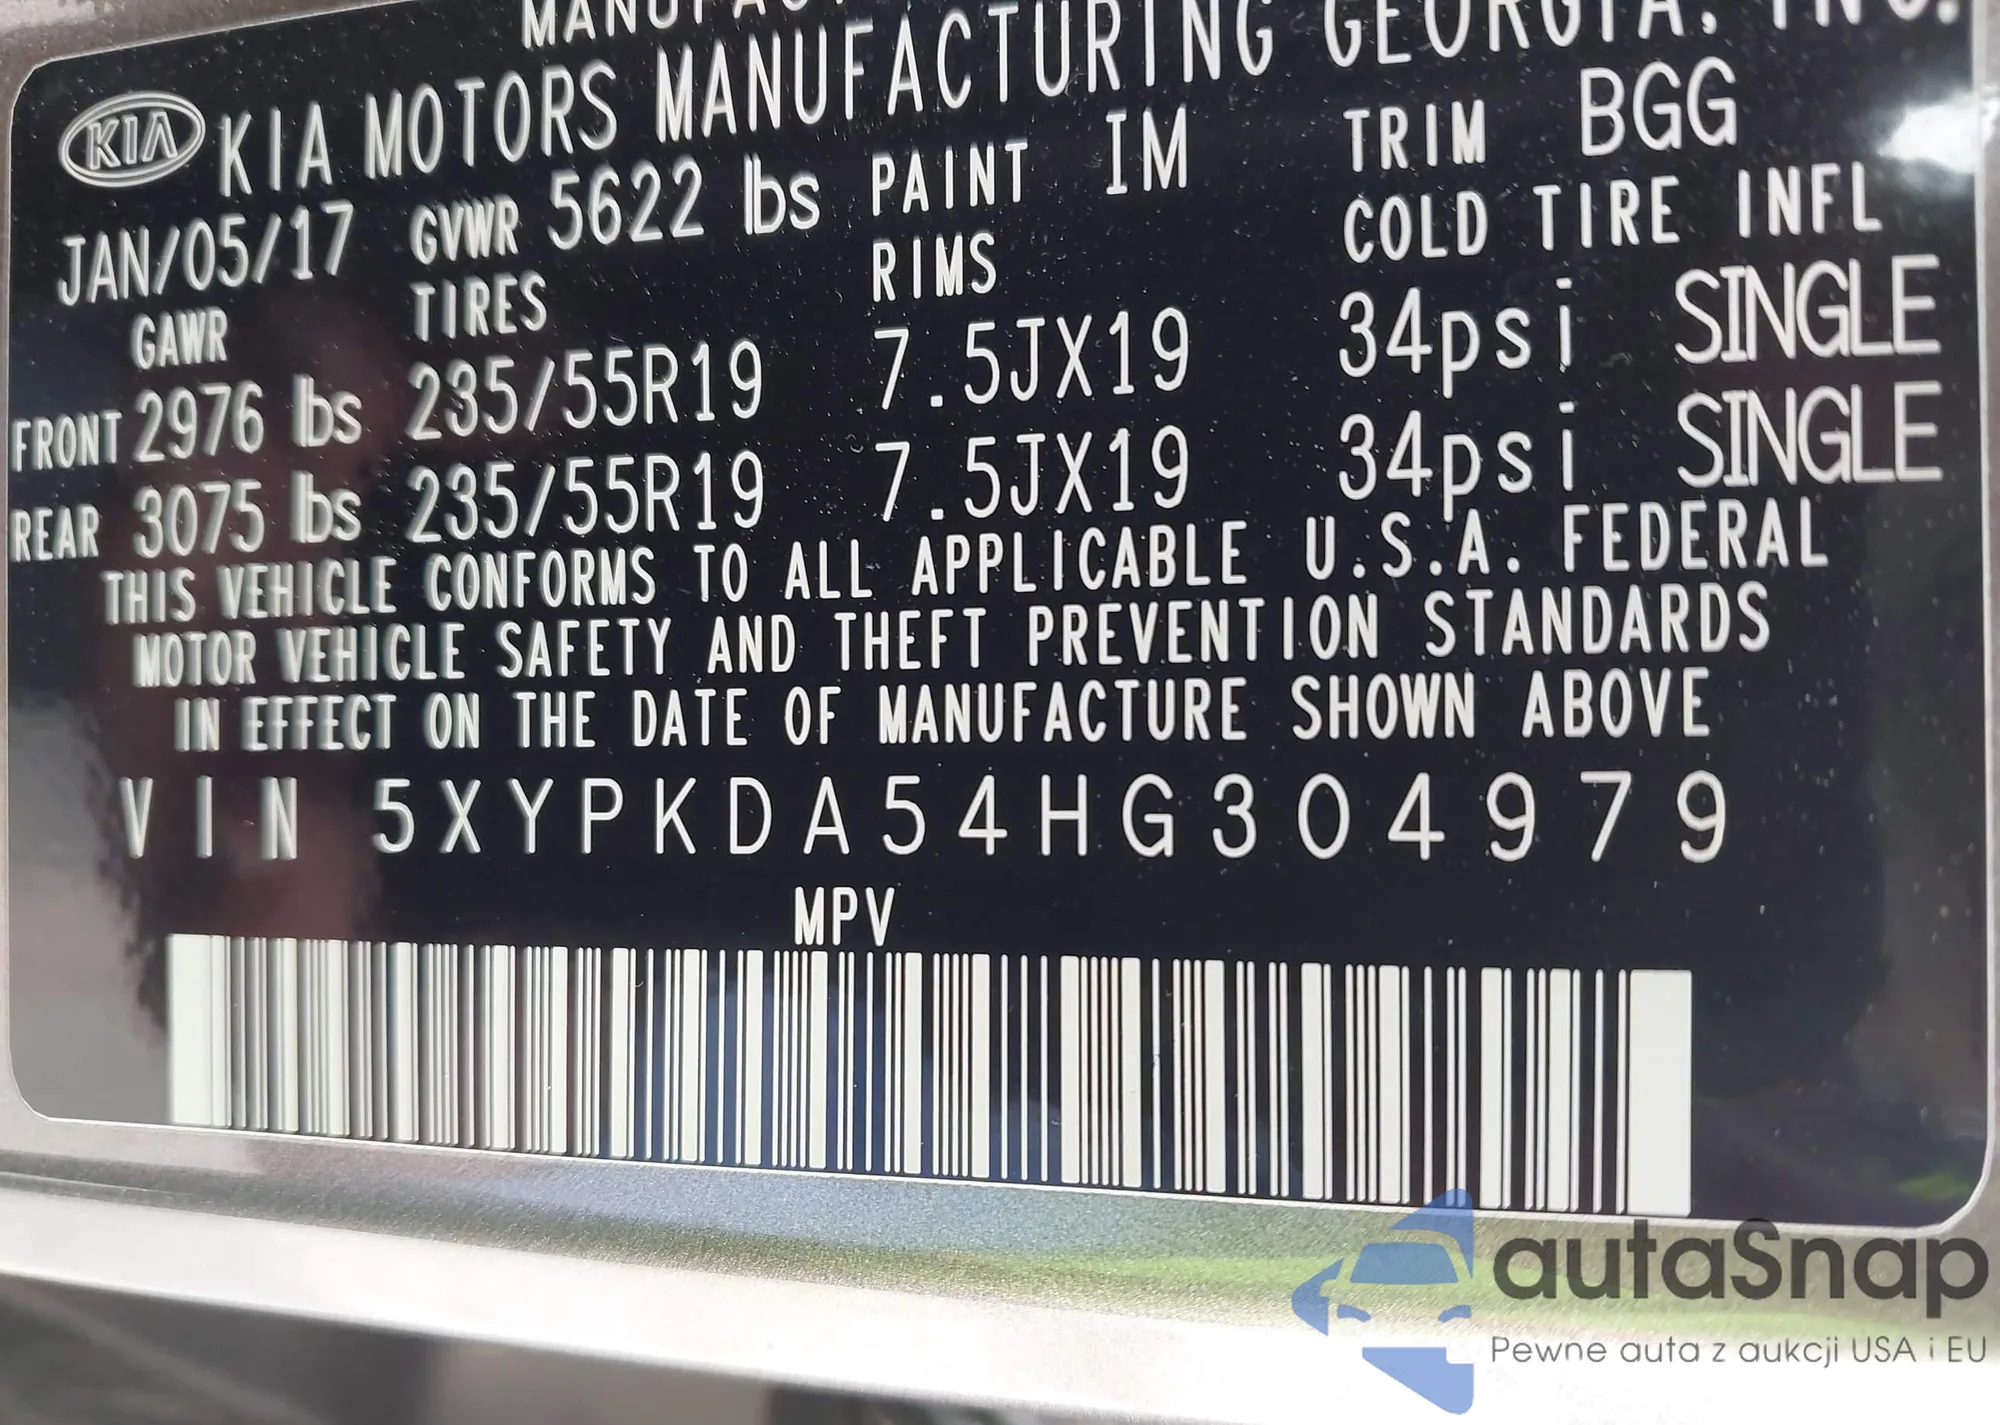 MANUFAC
KIA KIA MOTORS MANUFACTURING GEORGIA, INC.
JAN/05/17 GVWR 5622 lbs PAINT IM TRIM BGG
GAWR TIRES RIMS COLD TIRE INFL
FRONT 2976 lbs 235/55R19 7.5JX19 34psi SINGLE
REAR 3075 lbs 235/55R19 7.5JX19 34psi SINGLE
THIS VEHICLE CONFORMS TO ALL APPLICABLE U.S.A. FEDERAL
MOTOR VEHICLE SAFETY AND THEFT PREVENTION STANDARDS
IN EFFECT ON THE DATE OF MANUFACTURE SHOWN ABOVE
VIN 5XYPKDA54HG304979
MPV
autaSnap
Pewne auta z aukcji USA i EU